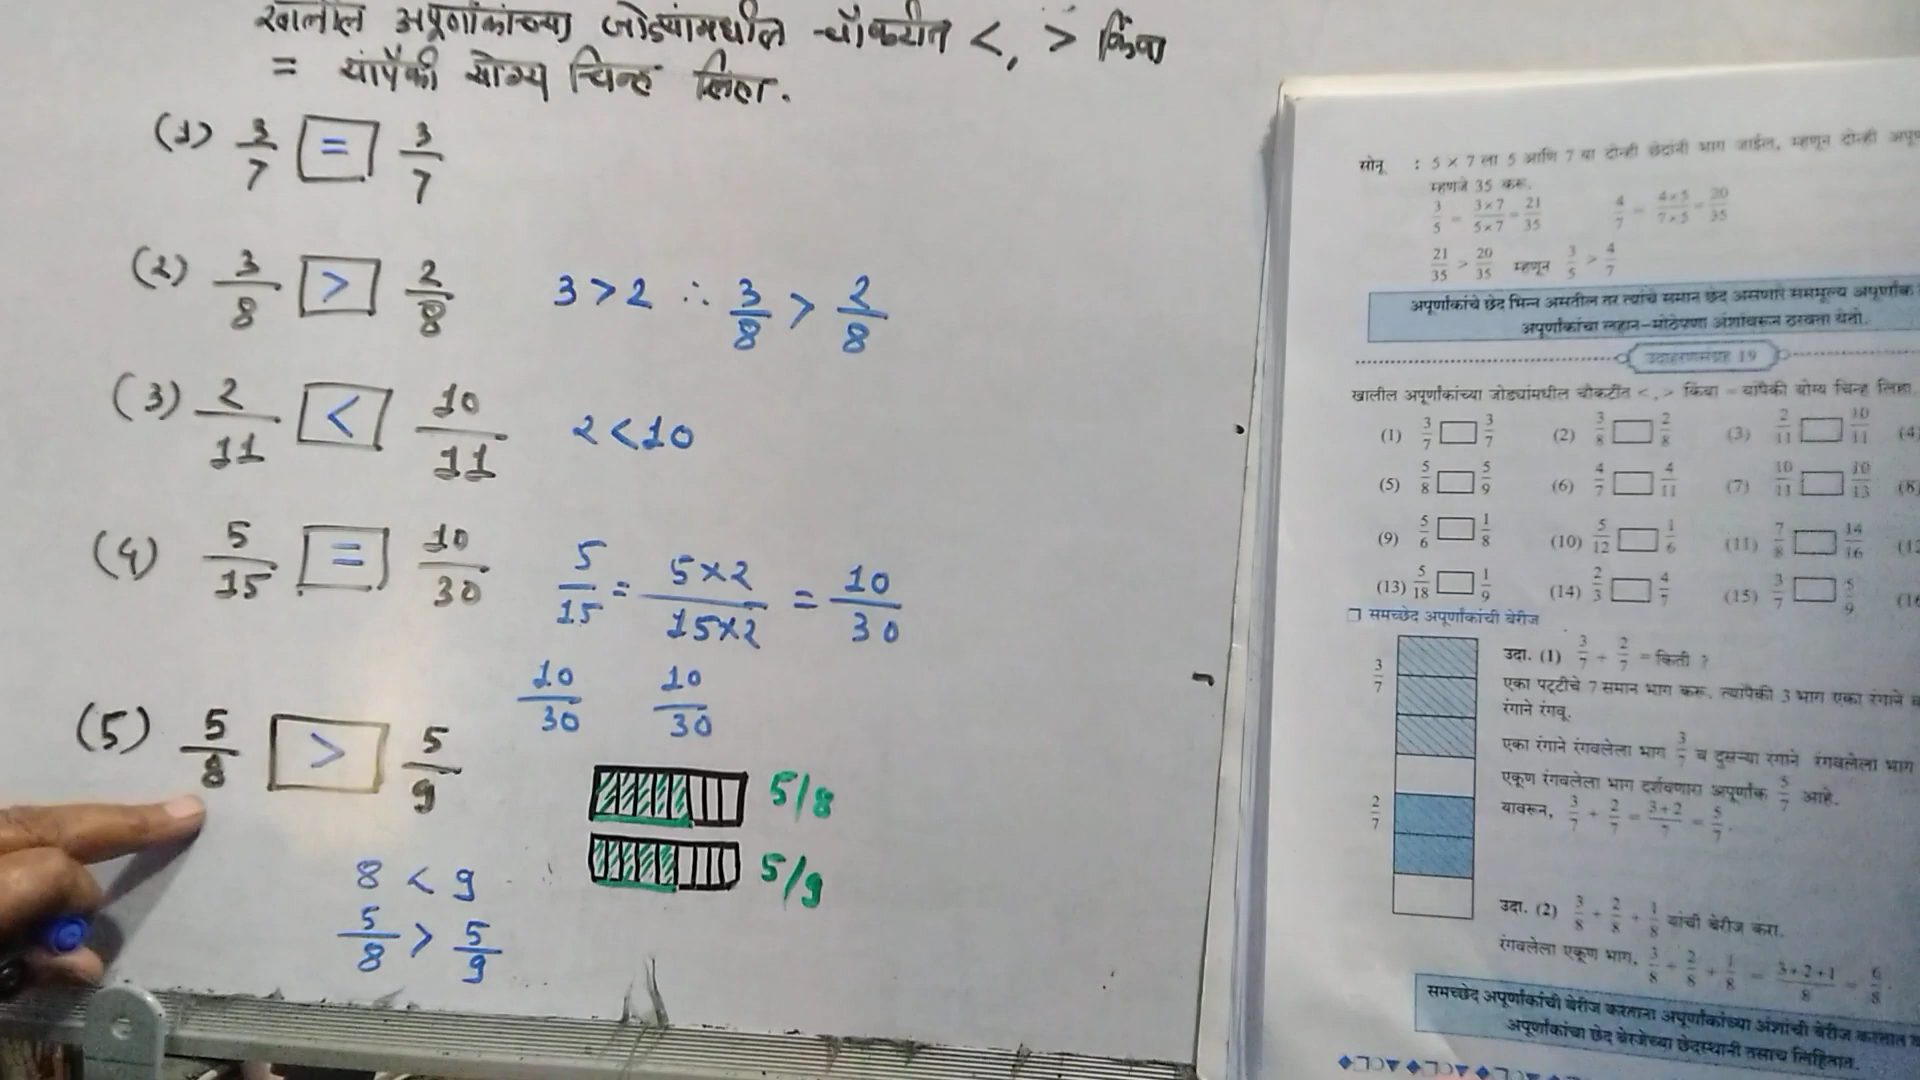 खालील अपूर्णांकांच्या जोड्यांमधील चौकटीत <, > किंवा
= यांपैकी योग्य चिन्ह लिहा.
(1) 3/7 = 3/7
(2) 3/8 > 2/8 3 > 2 ∴ 3/8 > 2/8
(3) 2/11 < 10/11 2 < 10
(4) 5/15 = 10/30 5/15 = 5×2/15×2 = 10/30
10/30 10/30
(5) 5/8 > 5/9
5/8
5/9
8 < 9
5/8 > 5/9
सोनू : 5 × 7 ला 5 आणि 7 या दोन्ही छेदांनी भाग जाईल, म्हणून दोन्ही
म्हणजे 35 करू.
3/5 = 3×7/5×7 = 21/35 4/7 = 4×5/7×5 = 20/35
21/35 > 20/35 म्हणून 3/5 > 4/7
अपूर्णांकांचे छेद भिन्न असतील तर त्यांचे समान छेद असणारे सममूल्य अपूर्णांक
अपूर्णांकांचा लहान-मोठेपणा अंशांवरून ठरवता येतो.
उदाहरणसंग्रह 19
खालील अपूर्णांकांच्या जोड्यांमधील चौकटींत <, > किंवा = यांपैकी योग्य चिन्ह लिहा.
(1) 3/7 3/7 (2) 3/8 2/8 (3) 2/11 10/11 (4)
(5) 5/8 5/9 (6) 4/7 4/11 (7) 10/11 10/13 (8)
(9) 5/6 1/8 (10) 5/12 1/6 (11) 7/8 14/16 (12
(13) 5/18 1/9 (14) 2/3 4/7 (15) 3/7 5/9 (16
समच्छेद अपूर्णांकांची बेरीज
3/7
2/7
उदा. (1) 3/7 + 2/7 = किती ?
एका पट्टीचे 7 समान भाग करू. त्यांपैकी 3 भाग एका रंगाने व
रंगाने रंगवू.
एका रंगाने रंगवलेला भाग 3/7 व दुसऱ्या रंगाने रंगवलेला भाग
एकूण रंगवलेला भाग दर्शवणारा अपूर्णांक 5/7 आहे.
यावरून, 3/7 + 2/7 = 3+2/7 = 5/7.
उदा. (2) 3/8 + 2/8 + 1/8 यांची बेरीज करा.
रंगवलेला एकूण भाग, 3/8 + 2/8 + 1/8 = 3+2+1/8 = 6/8.
समच्छेद अपूर्णांकांची बेरीज करताना अपूर्णांकांच्या अंशांची बेरीज करतात व
अपूर्णांकांचा छेद बेरजेच्या छेदस्थानी तसाच लिहितात.